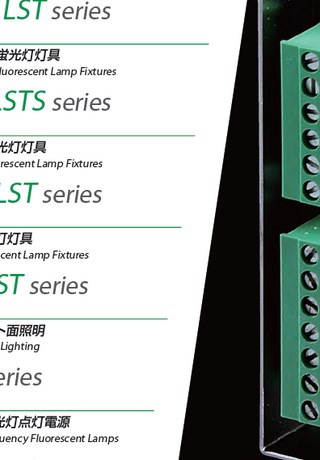 LST series
蛍光灯灯具
Fluorescent Lamp Fixtures
LSTS series
光灯灯具
rescent Lamp Fixtures
LST series
灯灯具
cent Lamp Fixtures
ST series
面照明
Lighting
eries
光灯点灯電源
uency Fluorescent Lamps